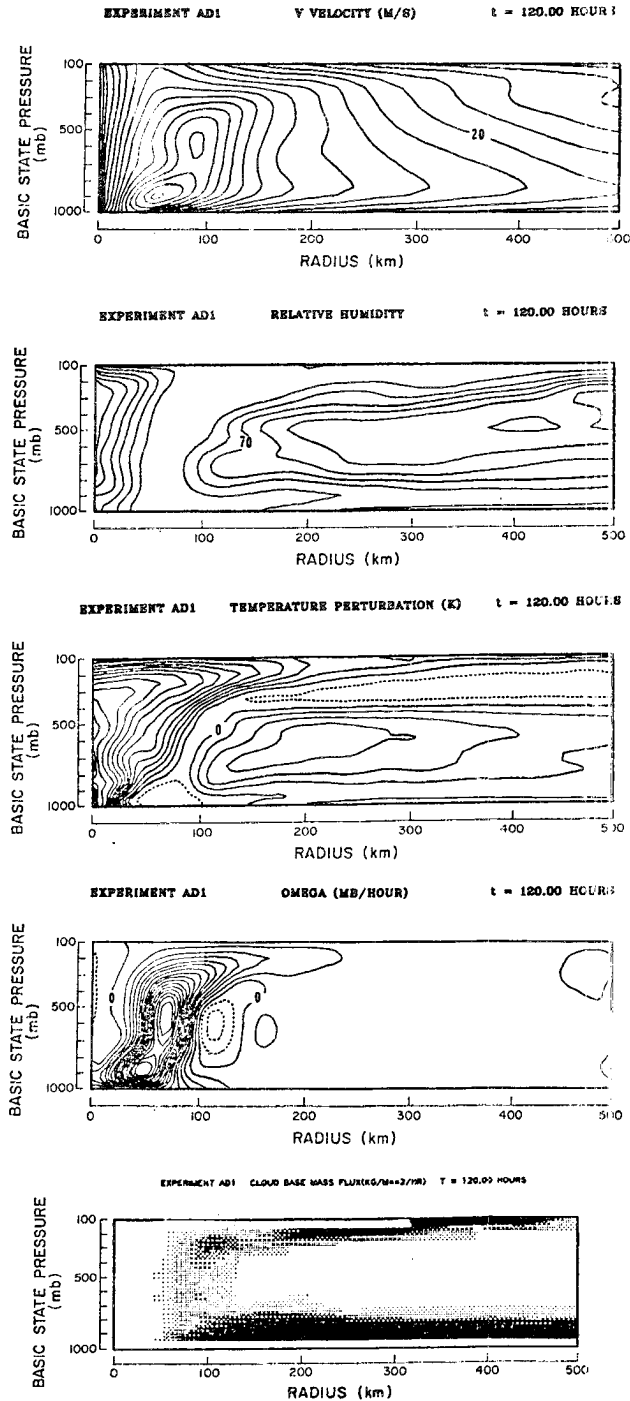 EXPERIMENT AD1 V VELOCITY (M/S) t = 120.00 HOURS
BASIC STATE PRESSURE
(mb)
100
500
1000
20
0 100 200 300 400 500
RADIUS (km)
EXPERIMENT AD1 RELATIVE HUMIDITY t = 120.00 HOURS
BASIC STATE PRESSURE
(mb)
100
500
1000
70
0 100 200 300 400 500
RADIUS (km)
EXPERIMENT AD1 TEMPERATURE PERTURBATION (K) t = 120.00 HOURS
BASIC STATE PRESSURE
(mb)
100
500
1000
0
0 100 200 300 400 500
RADIUS (km)
EXPERIMENT AD1 OMEGA (MB/HOUR) t = 120.00 HOURS
BASIC STATE PRESSURE
(mb)
100
500
1000
0 0
0 100 200 300 400 500
RADIUS (km)
EXPERIMENT AD1 CLOUD BASE MASS FLUX(KG/M**2/HR) T = 120.00 HOURS
BASIC STATE PRESSURE
(mb)
100
500
1000
0 100 200 300 400 500
RADIUS (km)